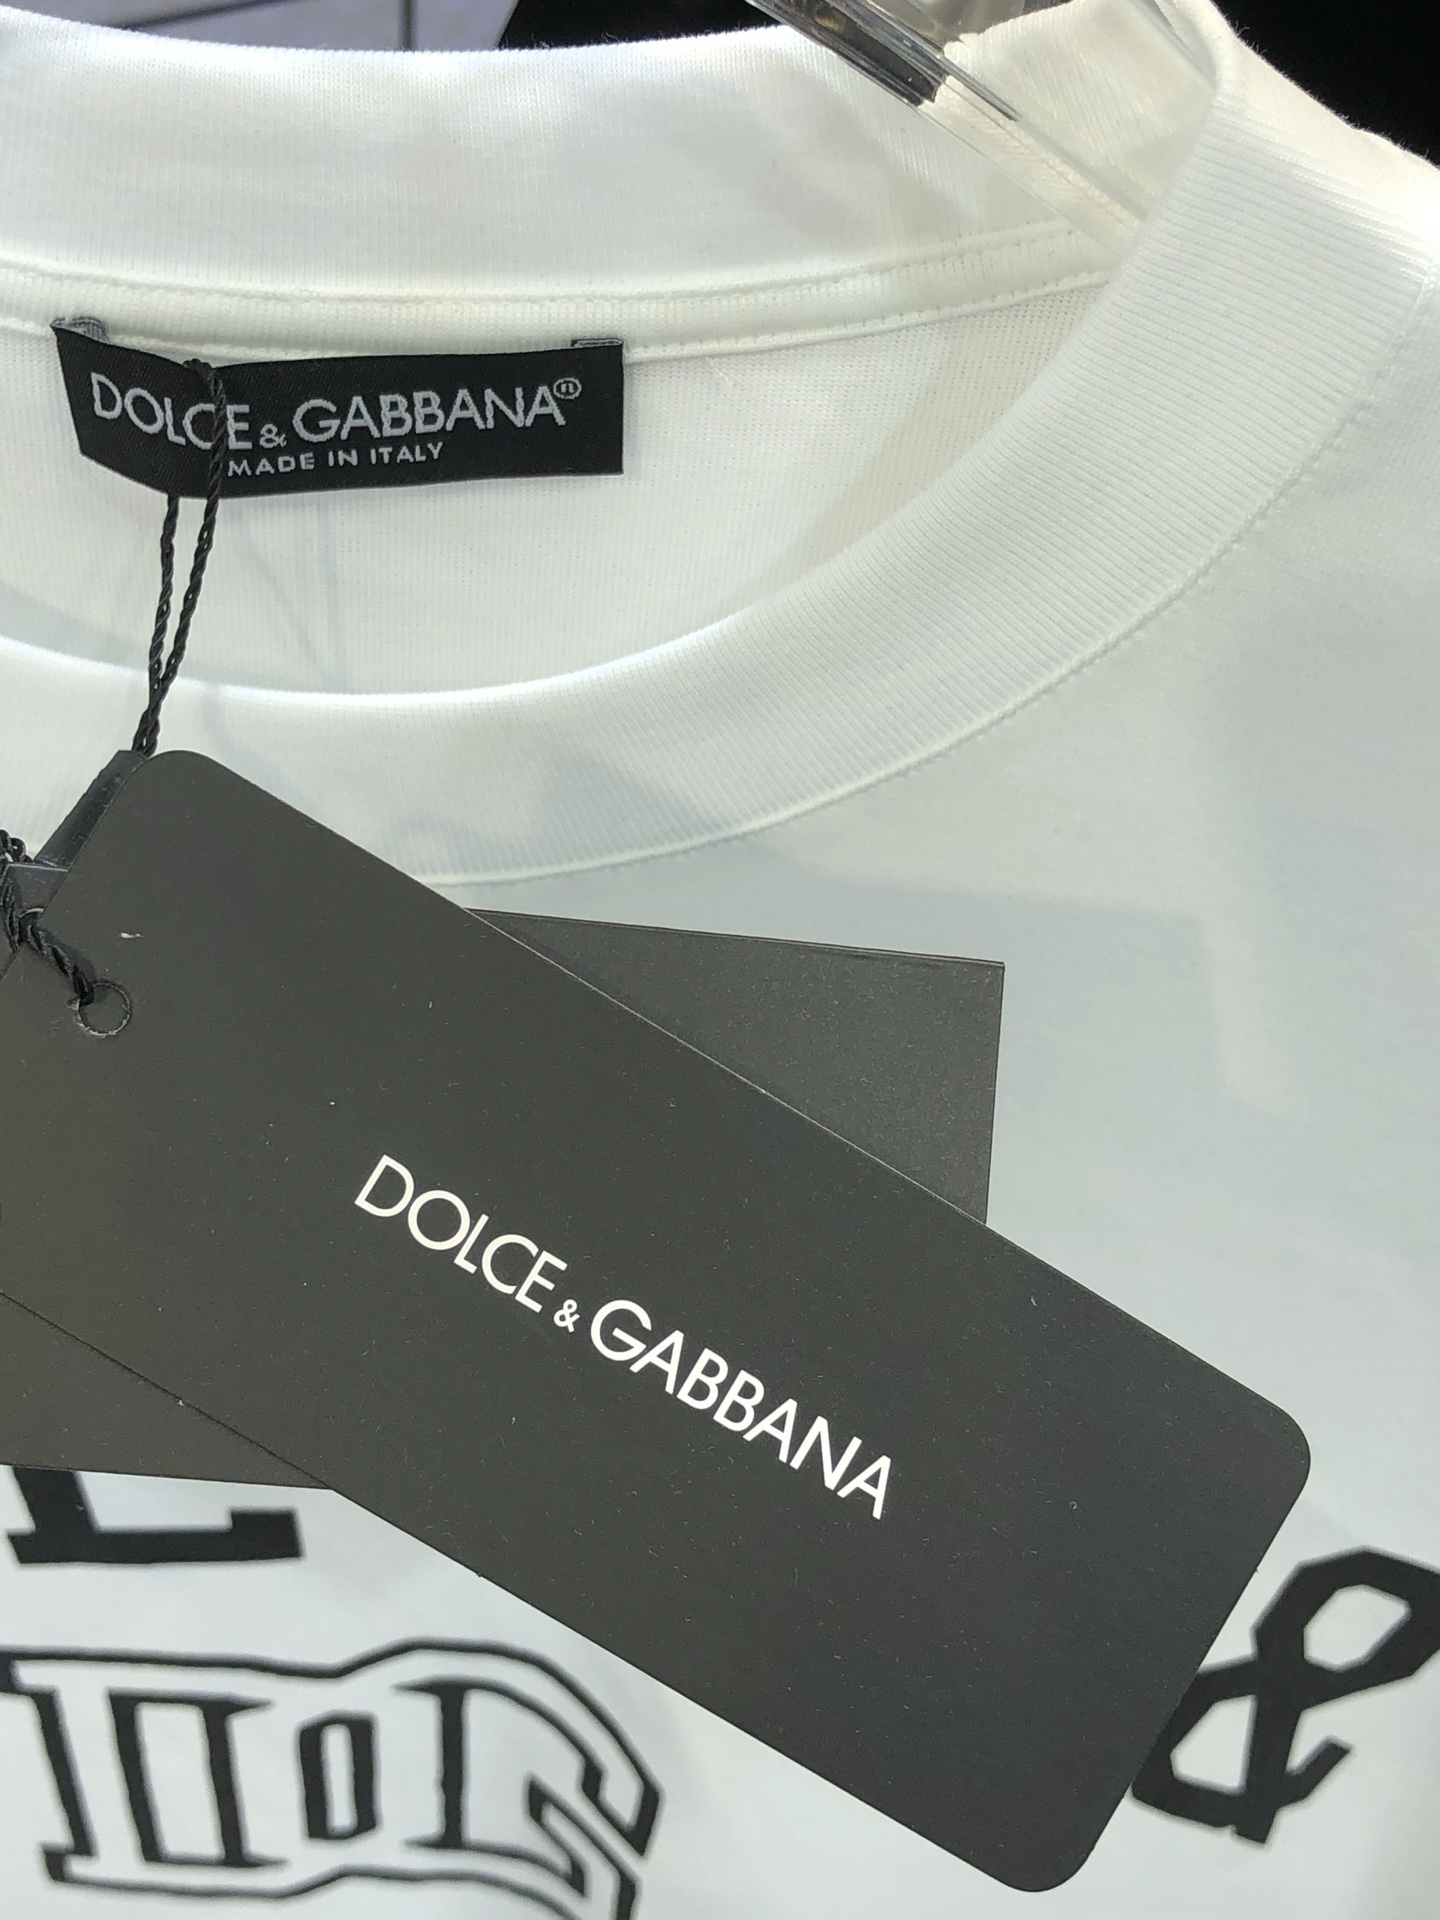 DOLCE & GABBANA®
MADE IN ITALY
DOLCE & GABBANA
&